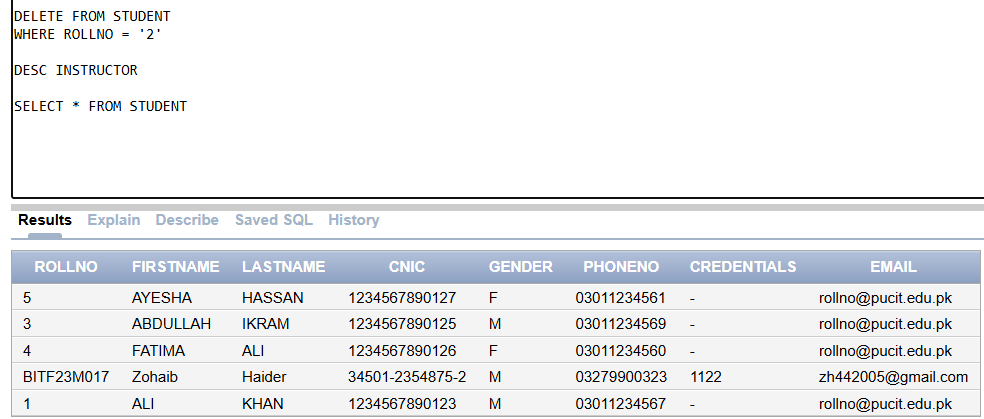 DELETE FROM STUDENT
WHERE ROLLNO = '2'
DESC INSTRUCTOR
SELECT * FROM STUDENT
Results Explain Describe Saved SQL History
ROLLNO FIRSTNAME LASTNAME CNIC GENDER PHONENO CREDENTIALS EMAIL
5 AYESHA HASSAN 1234567890127 F 03011234561 - rollno@pucit.edu.pk
3 ABDULLAH IKRAM 1234567890125 M 03011234569 - rollno@pucit.edu.pk
4 FATIMA ALI 1234567890126 F 03011234560 - rollno@pucit.edu.pk
BITF23M017 Zohaib Haider 34501-2354875-2 M 03279900323 1122 zh442005@gmail.com
1 ALI KHAN 1234567890123 M 03011234567 - rollno@pucit.edu.pk